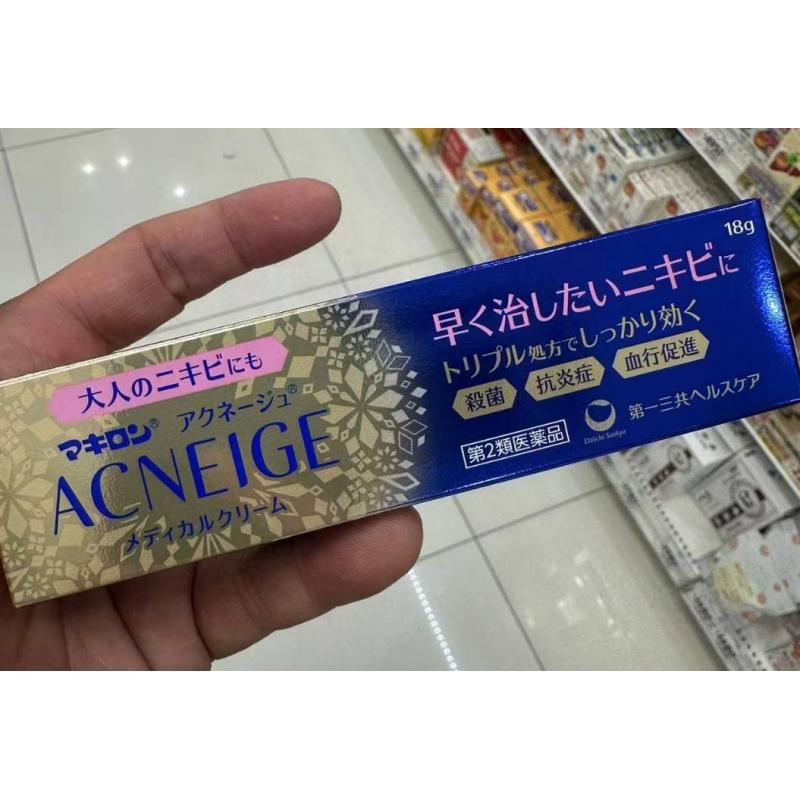 大人のニキビにも
マキロン® アクネージュ®
ACNEIGE
メディカルクリーム
18g
早く治したいニキビに
トリプル処方でしっかり効く
殺菌 抗炎症 血行促進
第2類医薬品
Daiichi-Sankyo
第一三共ヘルスケア